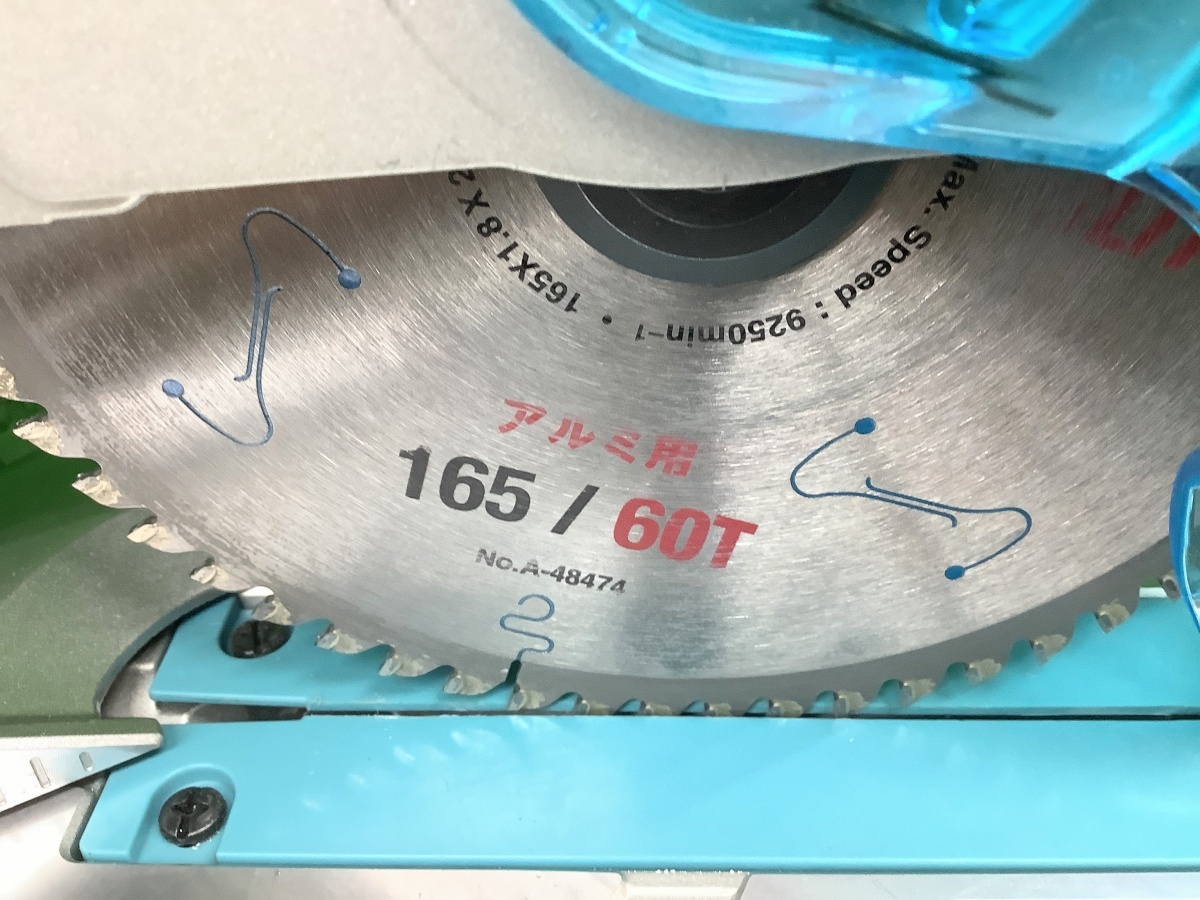 Max. Speed : 9250min⁻¹ • 165X1.8X2
アルミ用
165 / 60T
No.A-48474